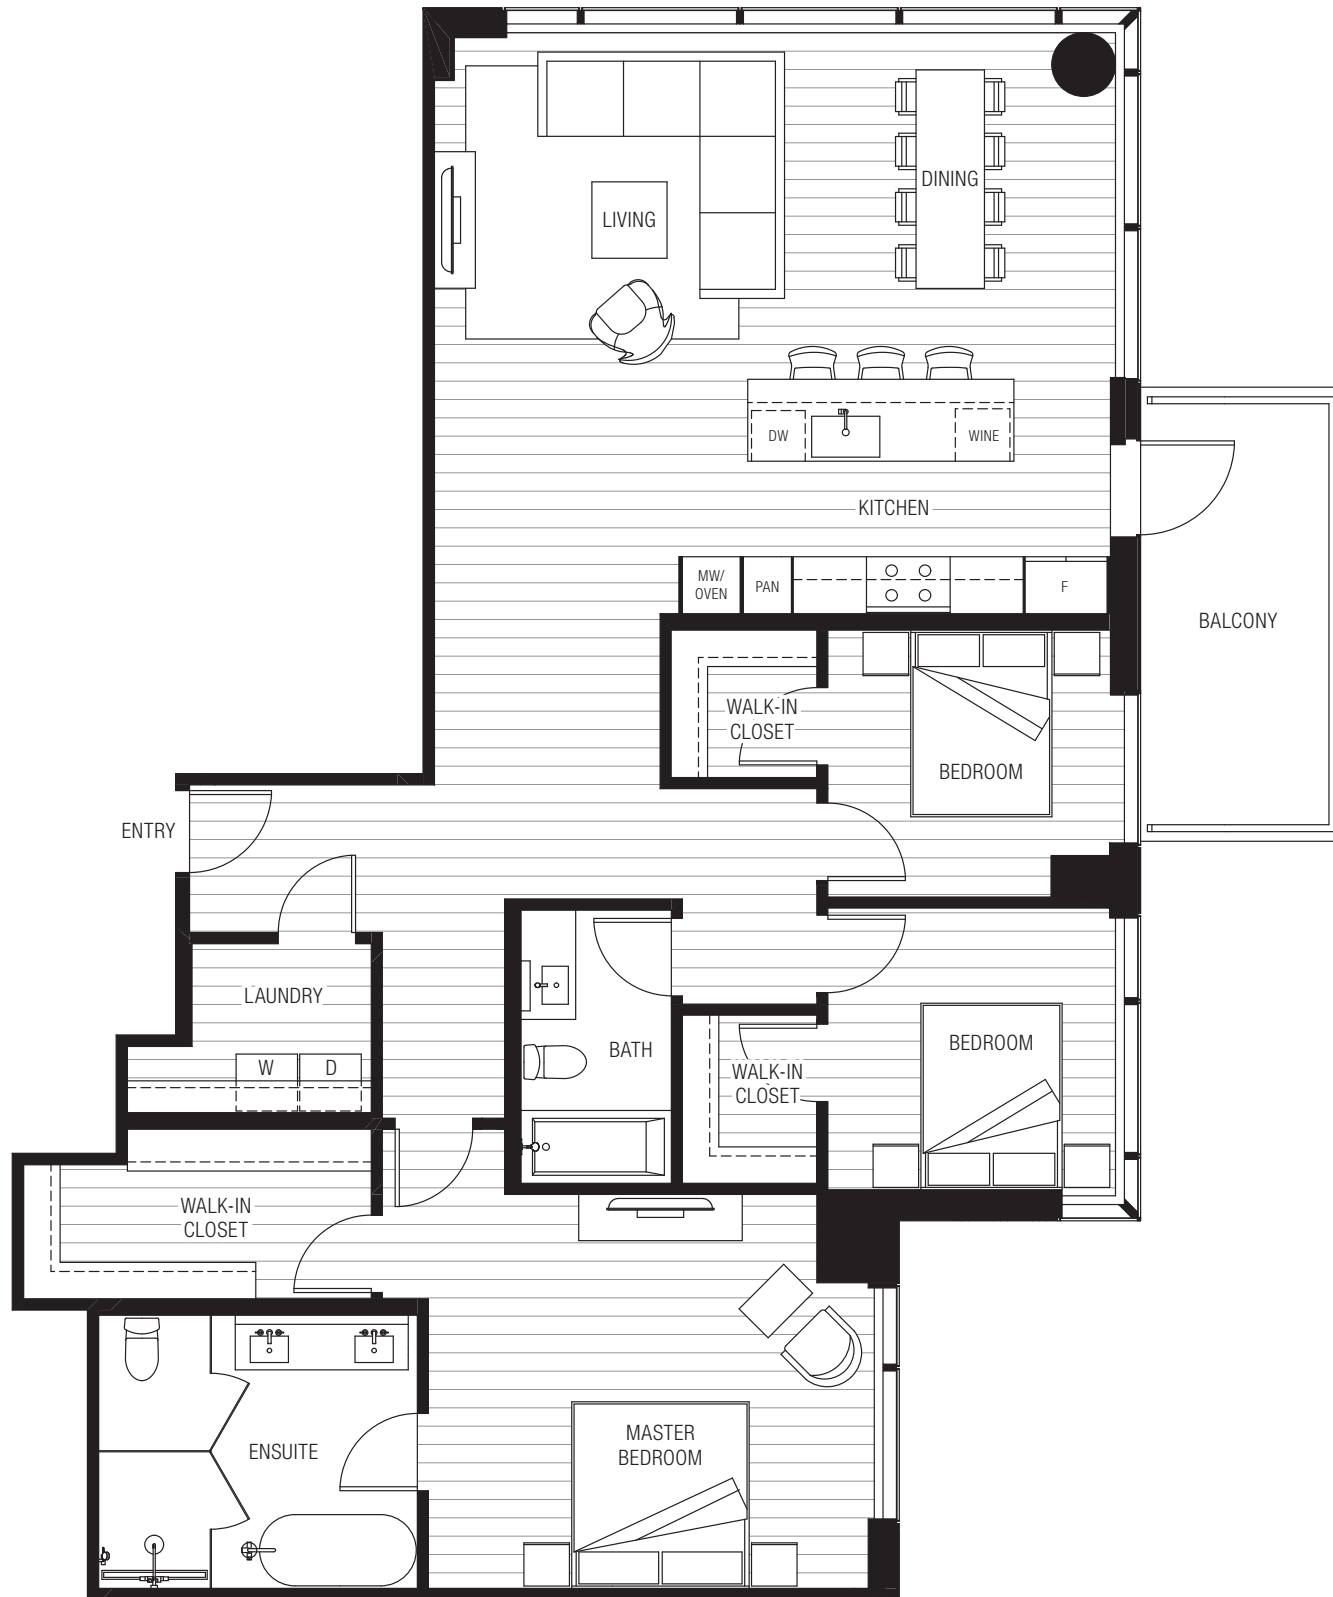 DINING
LIVING
DW
WINE
KITCHEN
MW/
OVEN
PAN
F
BALCONY
WALK-IN
CLOSET
BEDROOM
ENTRY
LAUNDRY
W
D
BATH
WALK-IN
CLOSET
BEDROOM
WALK-IN
CLOSET
ENSUITE
MASTER
BEDROOM